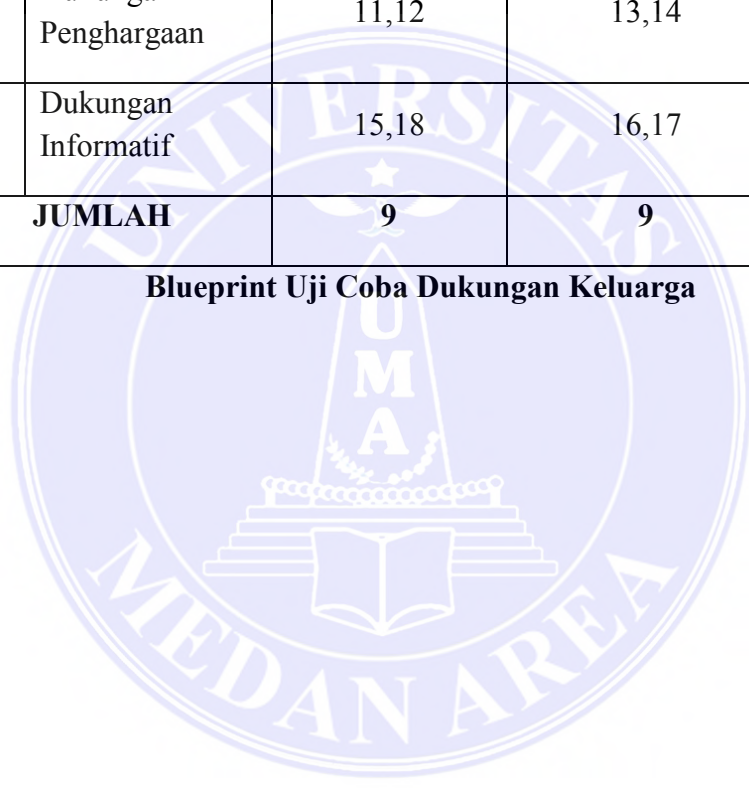 Penghargaan
11,12
13,14
Dukungan
Informatif
15,18
16,17
JUMLAH
9
9
Blueprint Uji Coba Dukungan Keluarga
UNIVERSITAS
UMA
MEDAN AREA